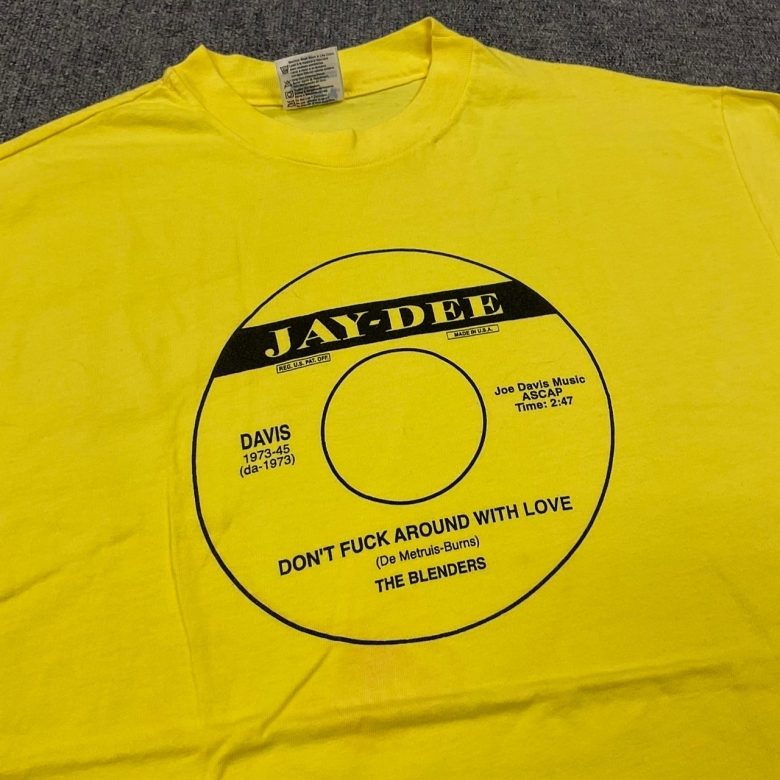 JAY-DEE
REG. U.S. PAT. OFF.
MADE IN U.S.A.
Joe Davis Music
ASCAP
Time: 2:47
DAVIS
1973-45
(da-1973)
DON'T FUCK AROUND WITH LOVE
(De Metruis-Burns)
THE BLENDERS